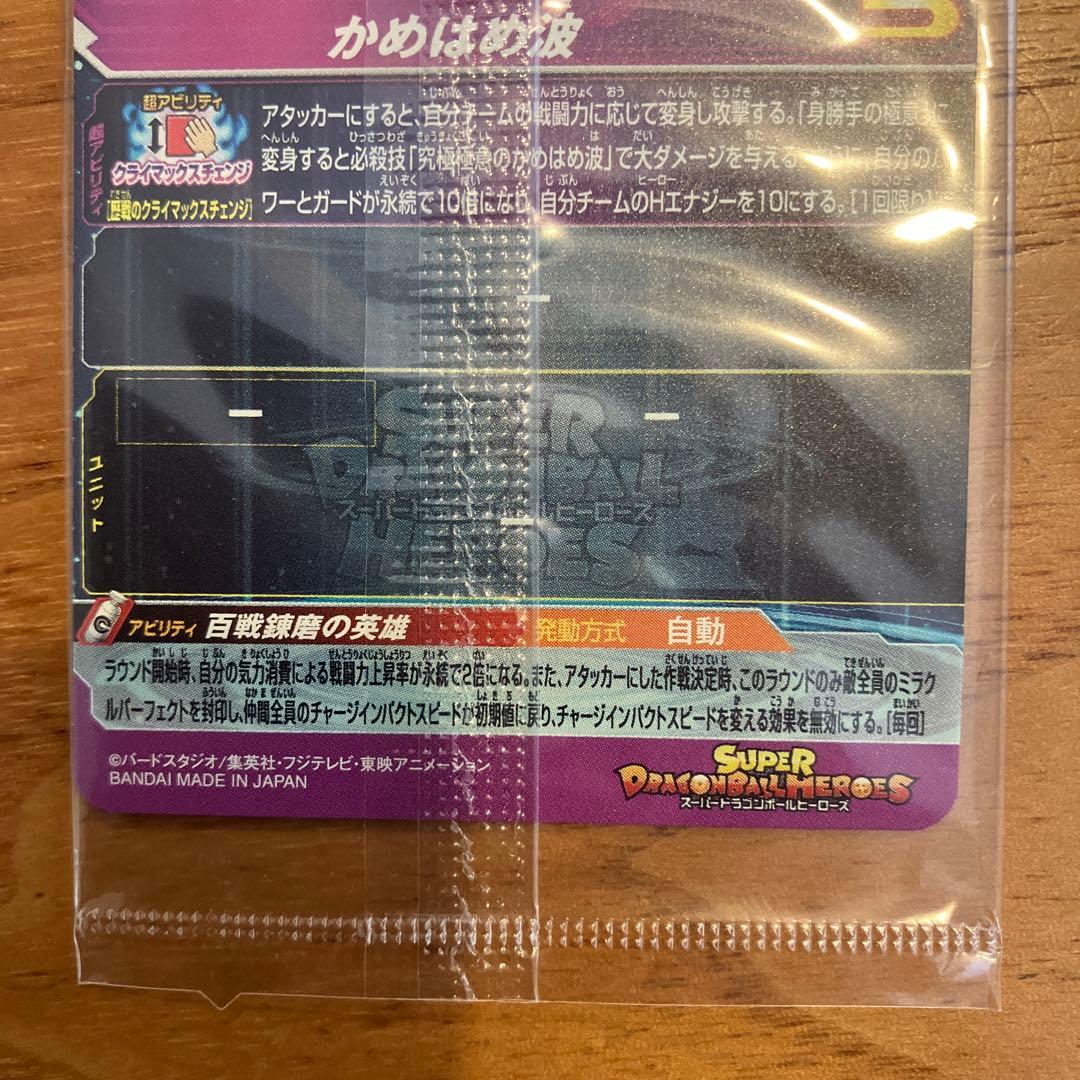 かめはめ波
超アビリティ
超アビリティ
クライマックスチェンジ
[歴戦のクライマックスチェンジ]
アタッカーにすると、自分チームの戦闘力に応じて変身し攻撃する。「身勝手の極意」に
変身すると必殺技「究極極意のかめはめ波」で大ダメージを与える
ワーとガードが永続で10倍になり、自分チームのHエナジーを10にする。[1回限り]
ー
ユニット
ー
ー
ー
SUPER
DRAGONBALL
スーパードラゴンボールヒーローズ
HEROES
アビリティ 百戦錬磨の英雄 発動方式 自動
ラウンド開始時、自分の気力消費による戦闘力上昇率が永続で2倍になる。また、アタッカーにした作戦決定時、このラウンドのみ敵全員のミラク
ルパーフェクトを封印し、仲間全員のチャージインパクトスピードが初期値に戻り、チャージインパクトスピードを変える効果を無効にする。[毎回]
©バードスタジオ/集英社・フジテレビ・東映アニメーション
BANDAI MADE IN JAPAN
SUPER
DRAGONBALL HEROES
スーパードラゴンボールヒーローズ